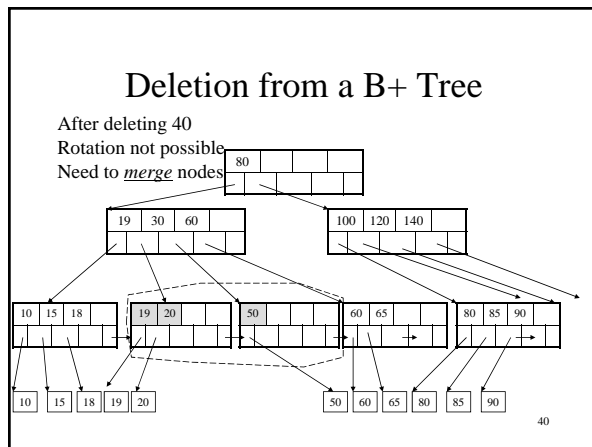 Deletion from a B+ Tree
After deleting 40
Rotation not possible
Need to merge nodes
80
19 30 60
100 120 140
10 15 18
19 20
50
60 65
80 85 90
10 15 18 19 20 50 60 65 80 85 90
40